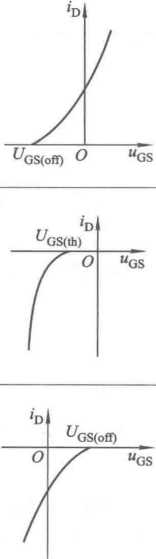 i_D
U_GS(off) O u_GS
i_D
U_GS(th)
O u_GS
i_D
U_GS(off)
O u_GS